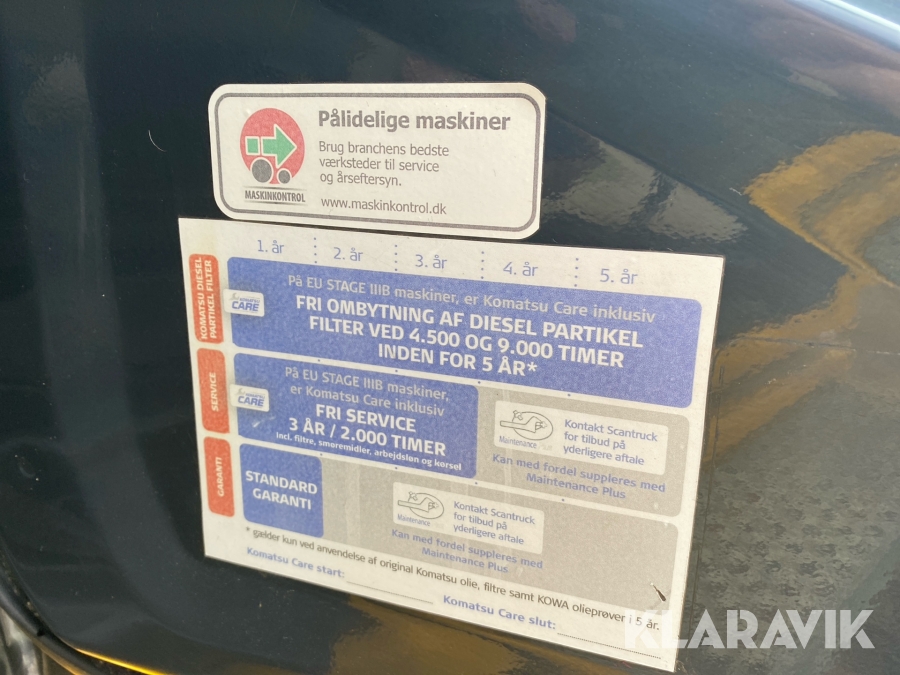 Pålidelige maskiner
Brug branchens bedste
værksteder til service
og årseftersyn.
MASKINKONTROL
www.maskinkontrol.dk
1. år
2. år
3. år
4. år
5. år
KOMATSU DIESEL
PARTIKEL FILTER
CARE
På EU STAGE IIIB maskiner, er Komatsu Care inklusiv
FRI OMBYTNING AF DIESEL PARTIKEL
FILTER VED 4.500 OG 9.000 TIMER
INDEN FOR 5 ÅR*
SERVICE
CARE
På EU STAGE IIIB maskiner,
er Komatsu Care inklusiv
FRI SERVICE
3 ÅR / 2.000 TIMER
Incl. filtre, smøremidler, arbejdsløn og kørsel
Maintenance Plus
Kontakt Scantruck
for tilbud på
yderligere aftale
Kan med fordel suppleres med
Maintenance Plus
GARANTI
STANDARD
GARANTI
Maintenance
Kontakt Scantruck
for tilbud på
yderligere aftale
Kan med fordel suppleres med
Maintenance Plus
* gælder kun ved anvendelse af original Komatsu olie, filtre samt KOWA olieprøver i 5 år.
Komatsu Care start:
Komatsu Care slut:
KLARAVIK